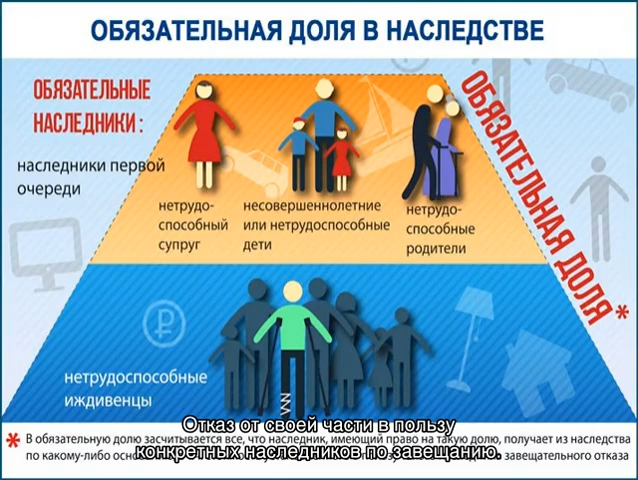 ОБЯЗАТЕЛЬНАЯ ДОЛЯ В НАСЛЕДСТВЕ
ОБЯЗАТЕЛЬНЫЕ
НАСЛЕДНИКИ:
наследники первой
очереди
нетрудо-
способный
супруг
несовершеннолетние
или нетрудоспособные
дети
нетрудо-
способные
родители
ОБЯЗАТЕЛЬНАЯ ДОЛЯ *
нетрудоспособные
иждивенцы
Отказ от своей части в пользу
конкретных наследников по завещанию.
* В обязательную долю засчитывается все, что наследник, имеющий право на такую долю, получает из наследства
по какому-либо завещательного отказа